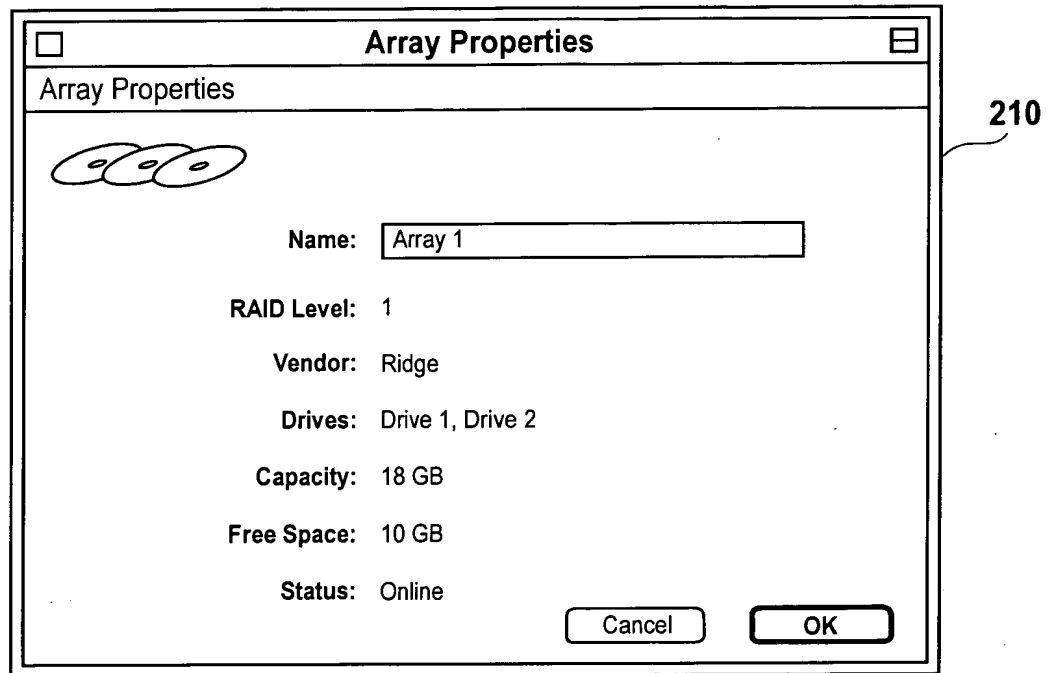 Array Properties
Array Properties
210
Name: Array 1
RAID Level: 1
Vendor: Ridge
Drives: Drive 1, Drive 2
Capacity: 18 GB
Free Space: 10 GB
Status: Online
Cancel OK